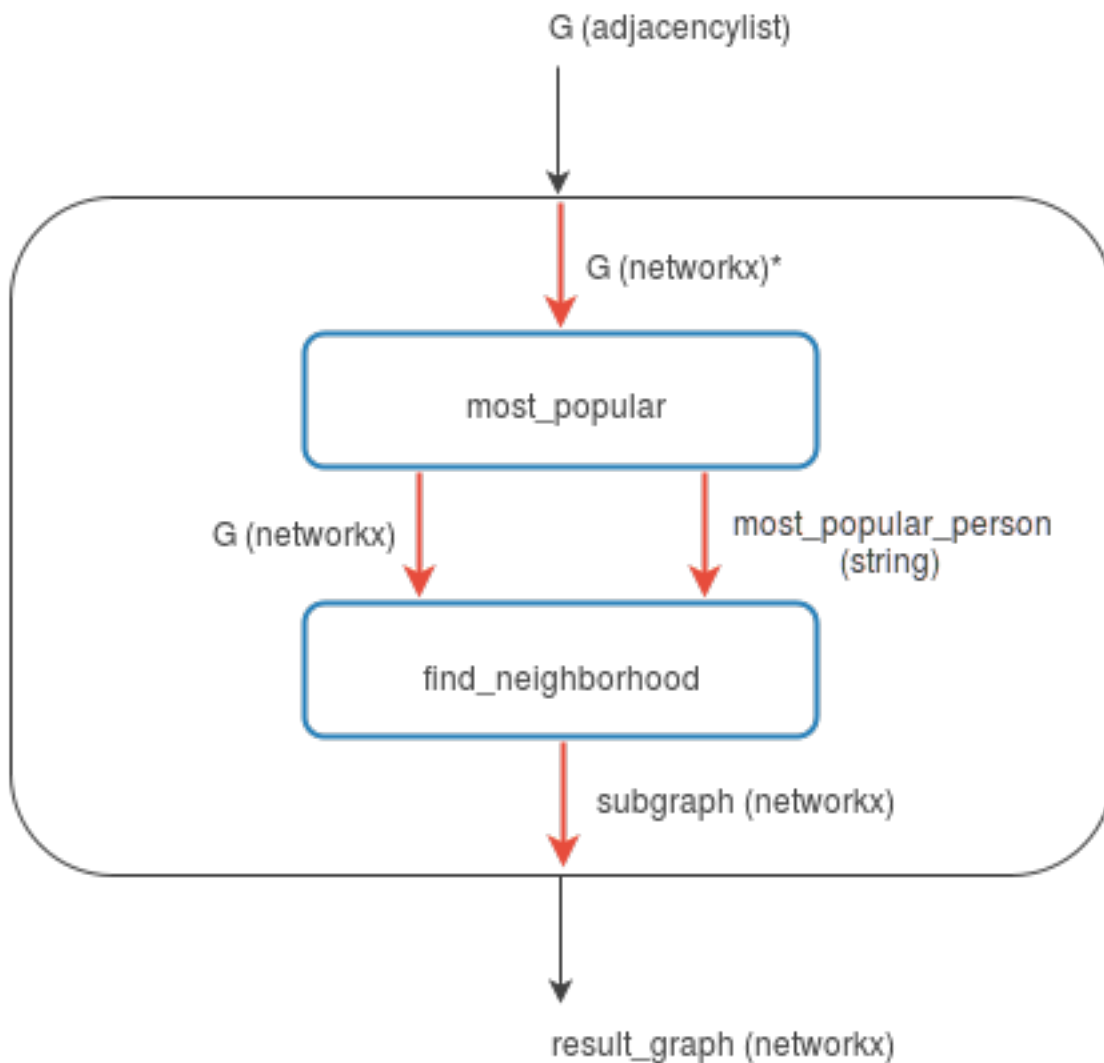 G (adjacencylist)
G (networkx)*
most_popular
G (networkx)
most_popular_person
(string)
find_neighborhood
subgraph (networkx)
result_graph (networkx)